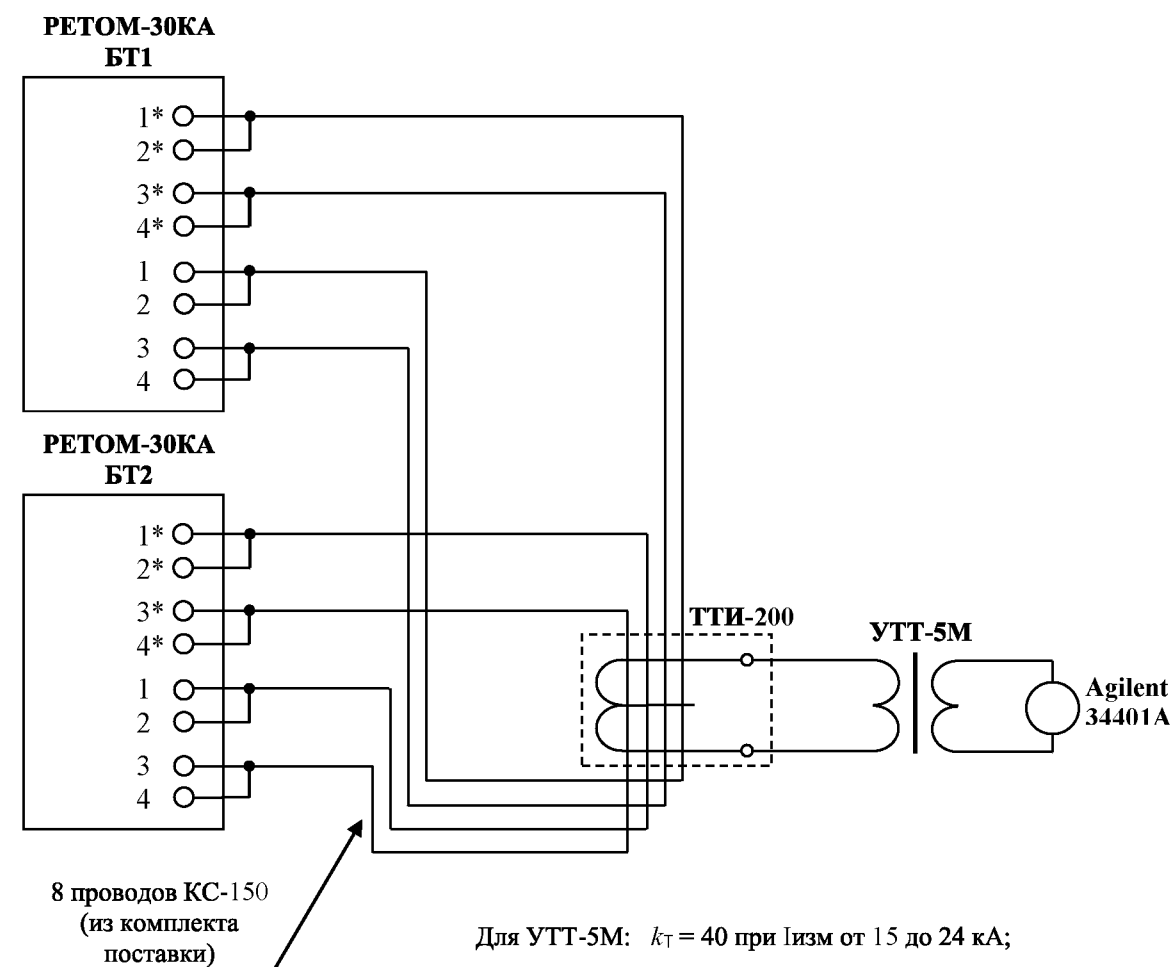 РЕТОМ-30КА
БТ1
1*
2*
3*
4*
1
2
3
4
РЕТОМ-30КА
БТ2
1*
2*
3*
4*
1
2
3
4
ТТИ-200
УТТ-5М
Agilent
34401A
8 проводов КС-150
(из комплекта
поставки)
Для УТТ-5М: kт = 40 при Iизм от 15 до 24 кА;